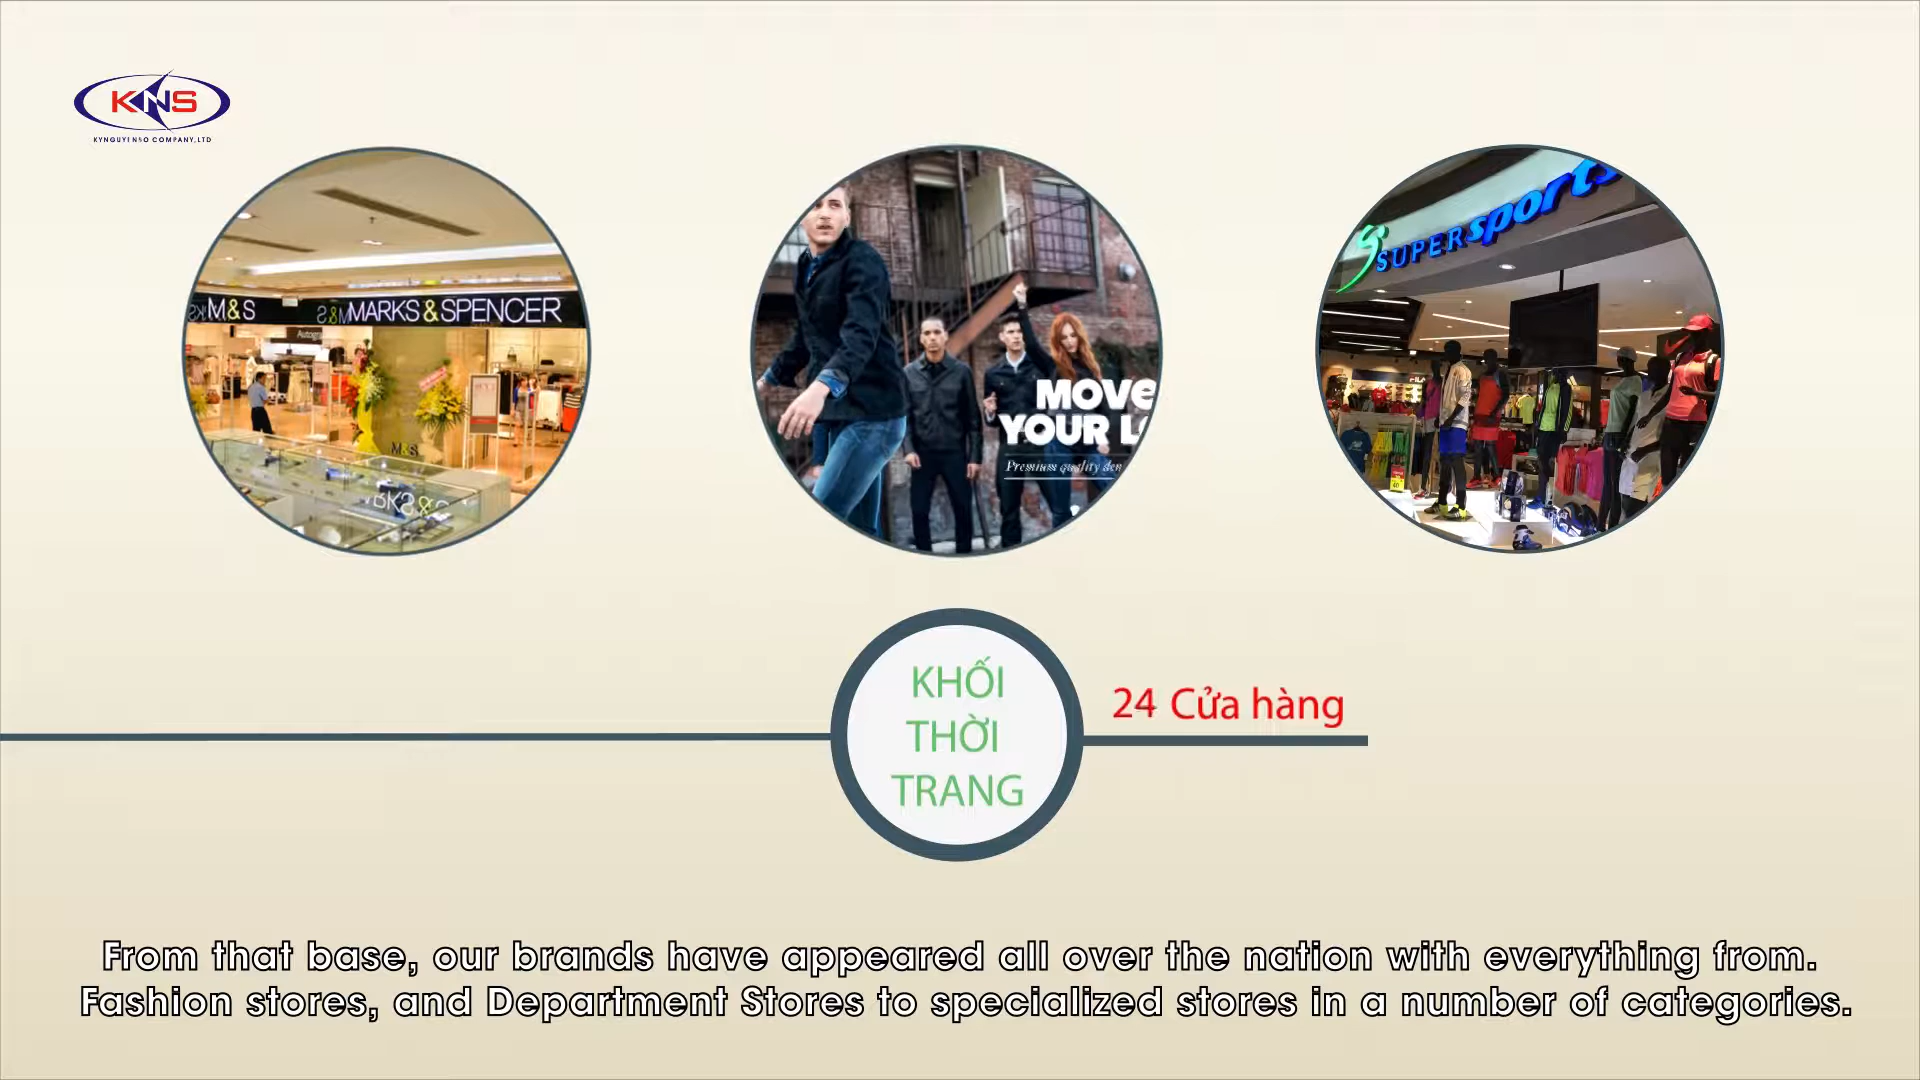 KNS
KYNGUYENSO COMPANY,LTD
M&S
MARKS & SPENCER
M&S
MOVE
YOUR
Premium quality
SUPERSports
KHỐI
THỜI
TRANG
24 Cửa hàng
From that base, our brands have appeared all over the nation with everything from.
Fashion stores, and Department Stores to specialized stores in a number of categories.